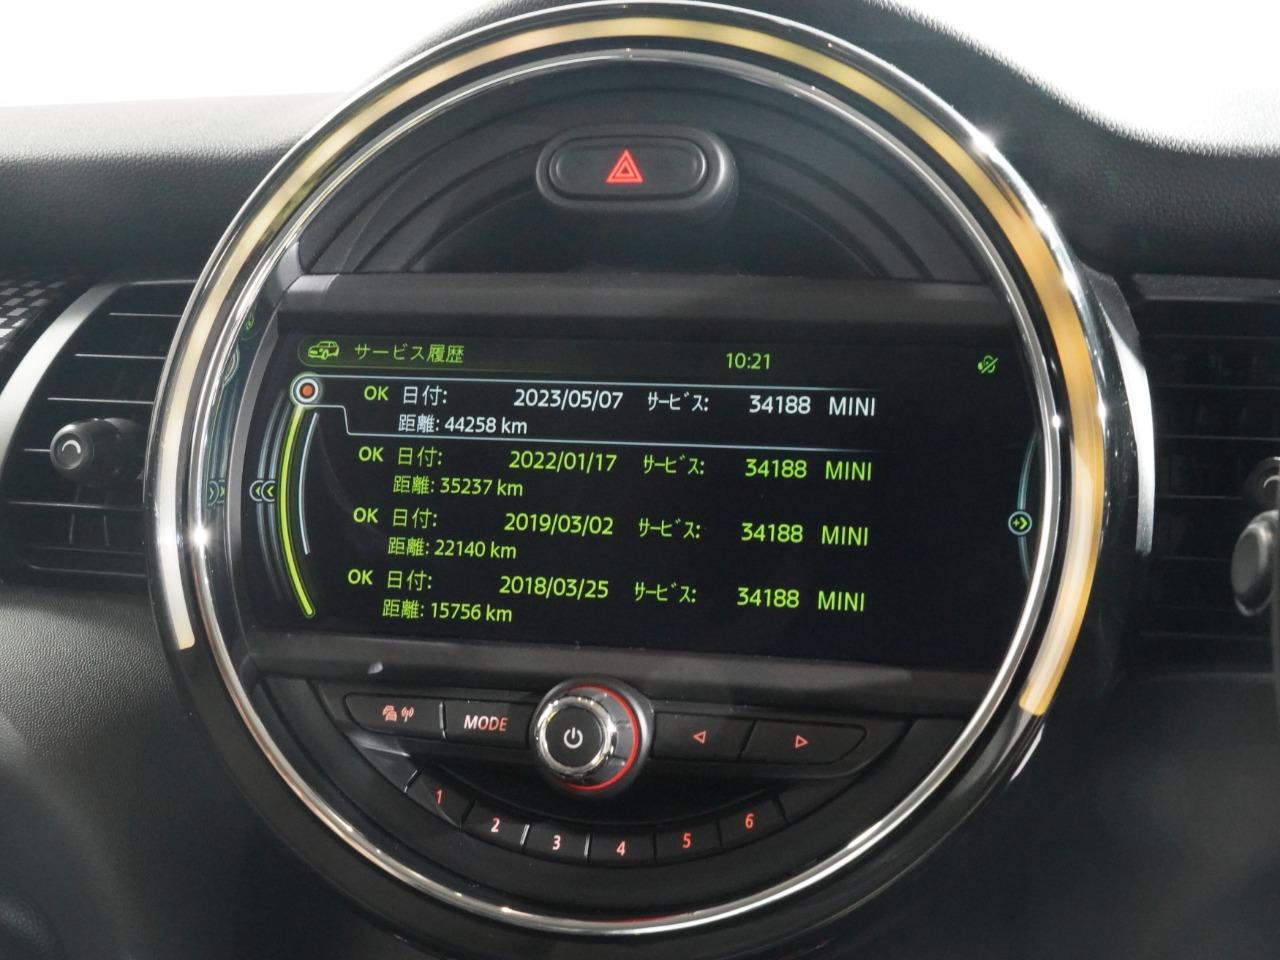 サービス履歴 10:21
OK 日付: 2023/05/07 ｻｰﾋﾞｽ: 34188 MINI
距離: 44258 km
OK 日付: 2022/01/17 ｻｰﾋﾞｽ: 34188 MINI
距離: 35237 km
OK 日付: 2019/03/02 ｻｰﾋﾞｽ: 34188 MINI
距離: 22140 km
OK 日付: 2018/03/25 ｻｰﾋﾞｽ: 34188 MINI
距離: 15756 km
MODE
1 2 3 4 5 6